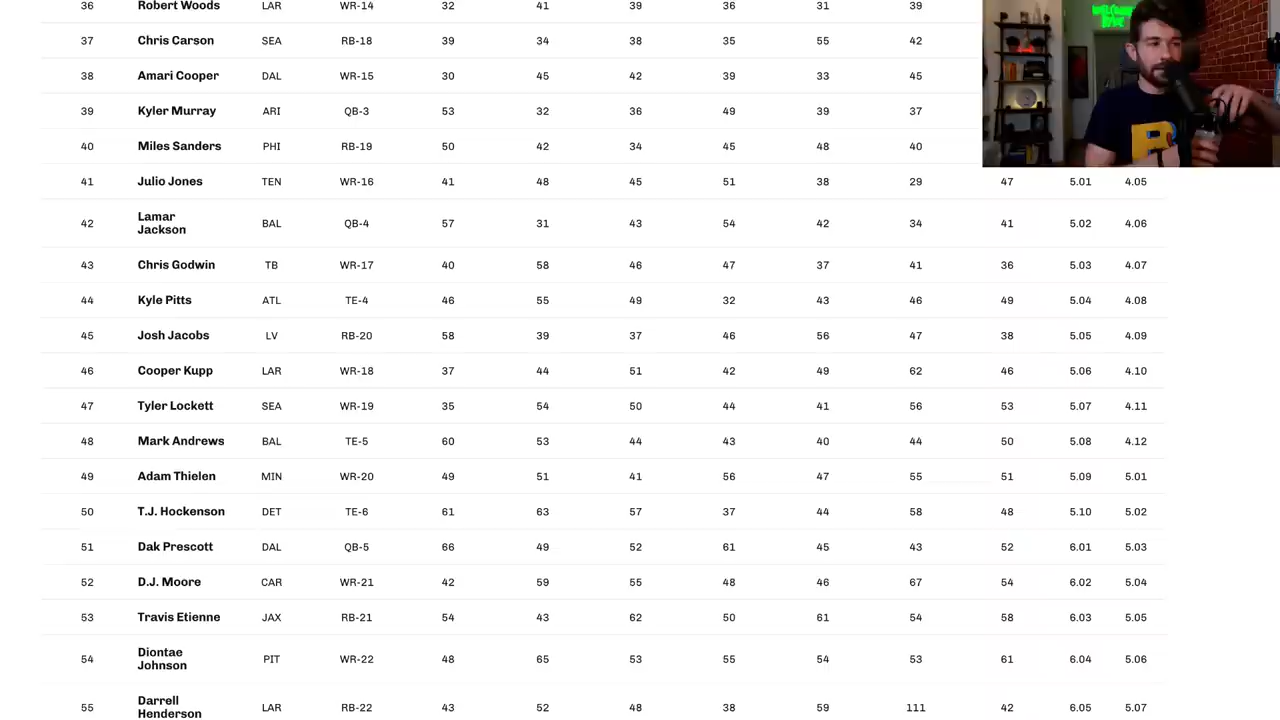 36 Robert Woods LAR WR-14 32 41 39 36 31 39
37 Chris Carson SEA RB-18 39 34 38 35 55 42
38 Amari Cooper DAL WR-15 30 45 42 39 33 45
39 Kyler Murray ARI QB-3 53 32 36 49 39 37
40 Miles Sanders PHI RB-19 50 42 34 45 48 40
41 Julio Jones TEN WR-16 41 48 45 51 38 29 47 5.01 4.05
42 Lamar
Jackson BAL QB-4 57 31 43 54 42 34 41 5.02 4.06
43 Chris Godwin TB WR-17 40 58 46 47 37 41 36 5.03 4.07
44 Kyle Pitts ATL TE-4 46 55 49 32 43 46 49 5.04 4.08
45 Josh Jacobs LV RB-20 58 39 37 46 56 47 38 5.05 4.09
46 Cooper Kupp LAR WR-18 37 44 51 42 49 62 46 5.06 4.10
47 Tyler Lockett SEA WR-19 35 54 50 44 41 56 53 5.07 4.11
48 Mark Andrews BAL TE-5 60 53 44 43 40 44 50 5.08 4.12
49 Adam Thielen MIN WR-20 49 51 41 56 47 55 51 5.09 5.01
50 T.J. Hockenson DET TE-6 61 63 57 37 44 58 48 5.10 5.02
51 Dak Prescott DAL QB-5 66 49 52 61 45 43 52 6.01 5.03
52 D.J. Moore CAR WR-21 42 59 55 48 46 67 54 6.02 5.04
53 Travis Etienne JAX RB-21 54 43 62 50 61 54 58 6.03 5.05
54 Diontae
Johnson PIT WR-22 48 65 53 55 54 53 61 6.04 5.06
55 Darrell
Henderson LAR RB-22 43 52 48 38 59 111 42 6.05 5.07